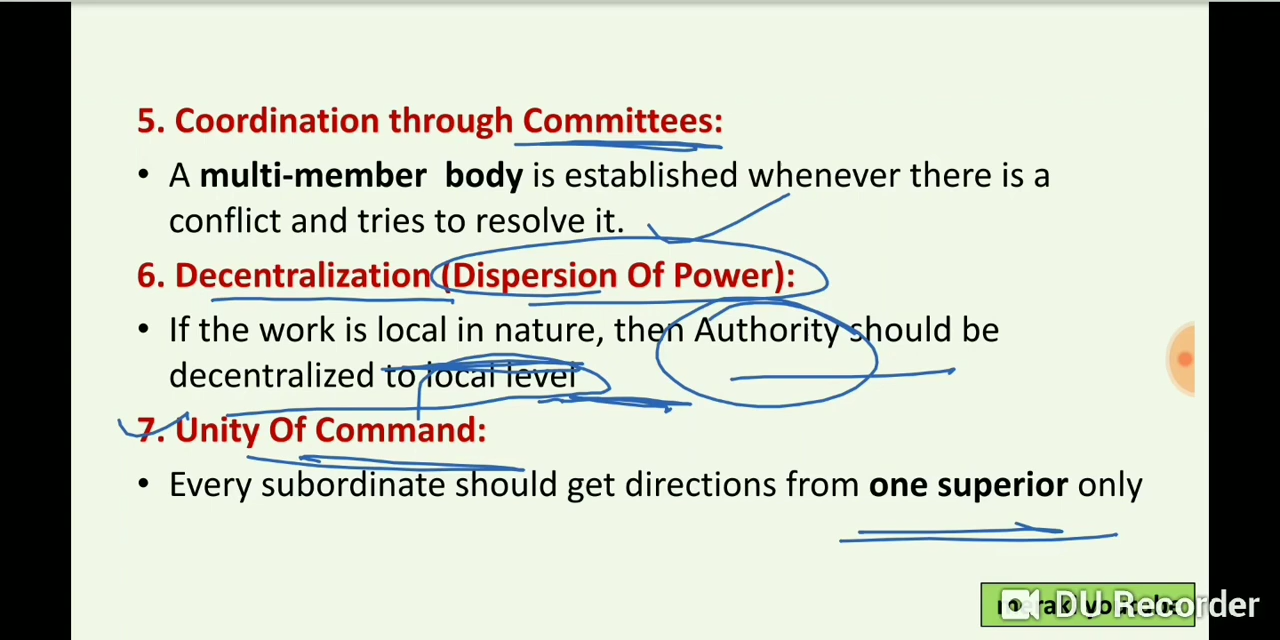 5. Coordination through Committees:
• A multi-member body is established whenever there is a
conflict and tries to resolve it.
6. Decentralization (Dispersion Of Power):
• If the work is local in nature, then Authority should be
decentralized to local level
7. Unity Of Command:
• Every subordinate should get directions from one superior only
DU Recorder